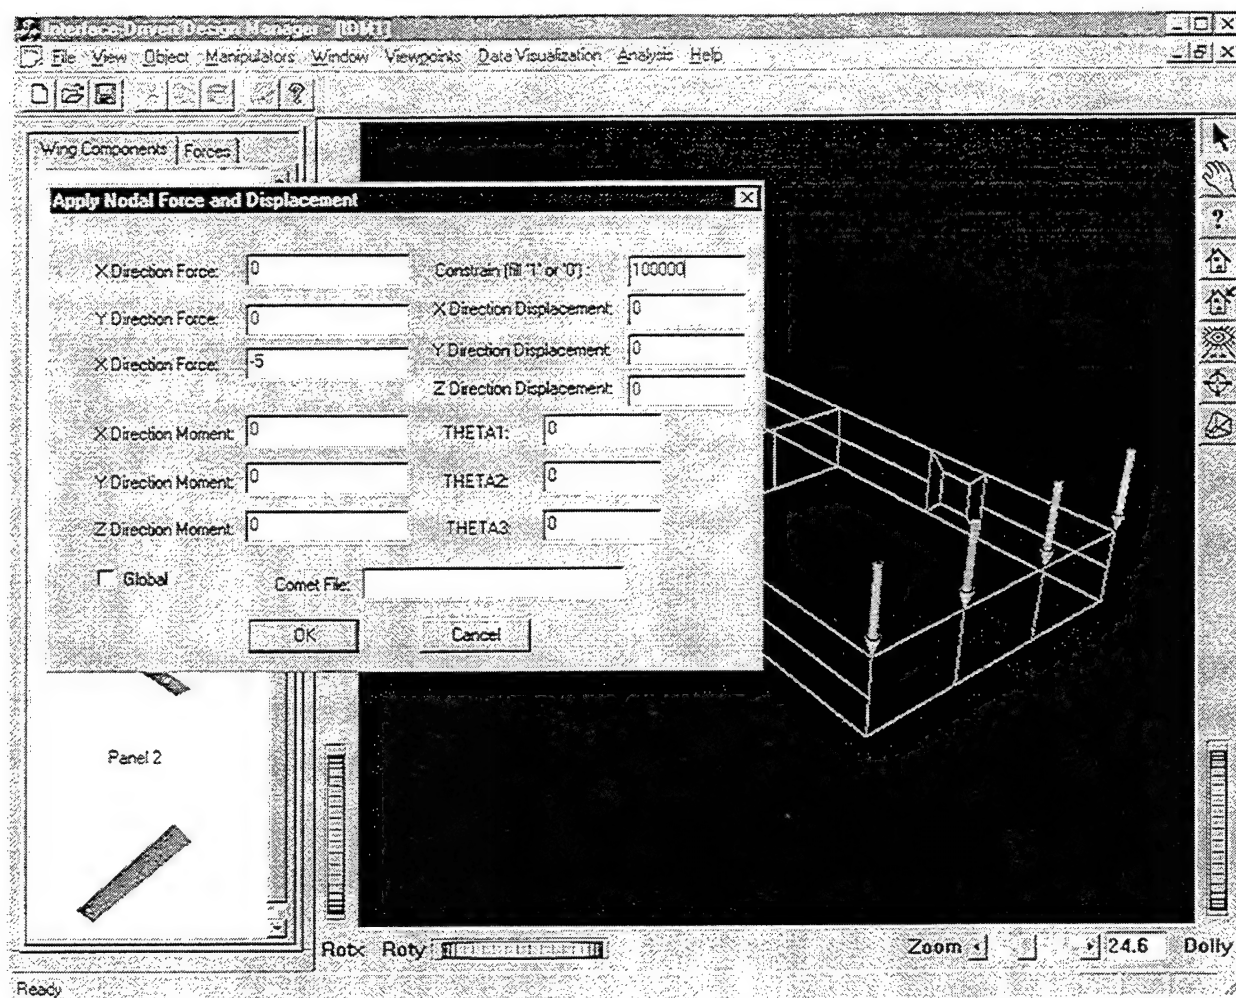 Interface-Driven Design Manager - [IDM1]
File View Object Manipulators Window Viewpoints Data Visualization Analysis Help
Wing Components Forces
Apply Nodal Force and Displacement
X Direction Force: 0 Constrain (fill '1' or '0') : 100000
Y Direction Force: 0 X Direction Displacement: 0
X Direction Force: -5 Y Direction Displacement: 0
Z Direction Displacement: 0
X Direction Moment: 0 THETA1: 0
Y Direction Moment: 0 THETA2: 0
Z Direction Moment: 0 THETA3: 0
Global Comet File:
OK Cancel
Panel 2
Rotx Roty Zoom 24.6 Dolly
Ready